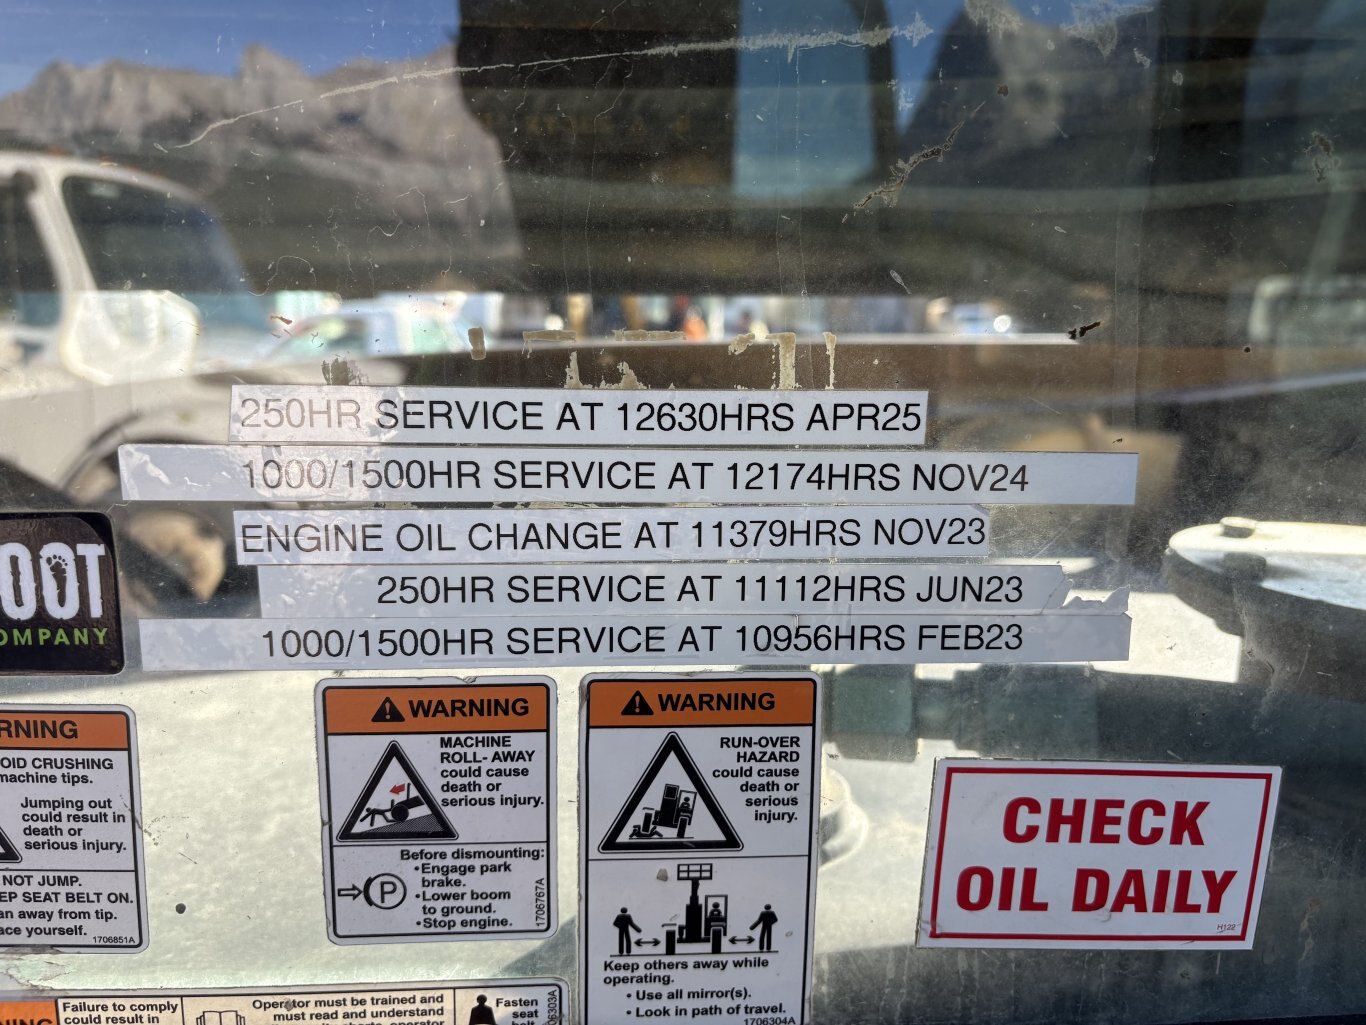 250HR SERVICE AT 12630HRS APR25
1000/1500HR SERVICE AT 12174HRS NOV24
ENGINE OIL CHANGE AT 11379HRS NOV23
250HR SERVICE AT 11112HRS JUN23
1000/1500HR SERVICE AT 10956HRS FEB23
OOT
OMPANY
RNING
OID CRUSHING
machine tips.
Jumping out
could result in
death or
serious injury.
NOT JUMP.
EP SEAT BELT ON.
an away from tip.
ace yourself.
1706851A
WARNING
MACHINE
ROLL- AWAY
could cause
death or
serious injury.
P
Before dismounting:
•Engage park
brake.
•Lower boom
to ground.
•Stop engine.
1706767A
WARNING
RUN-OVER
HAZARD
could cause
death or
serious
injury.
Keep others away while
operating.
• Use all mirror(s).
• Look in path of travel.
1706304A
CHECK
OIL DAILY
H122
NING
Failure to comply
could result in
Operator must be trained and
must read and understand
operator
Fasten
seat
06303A